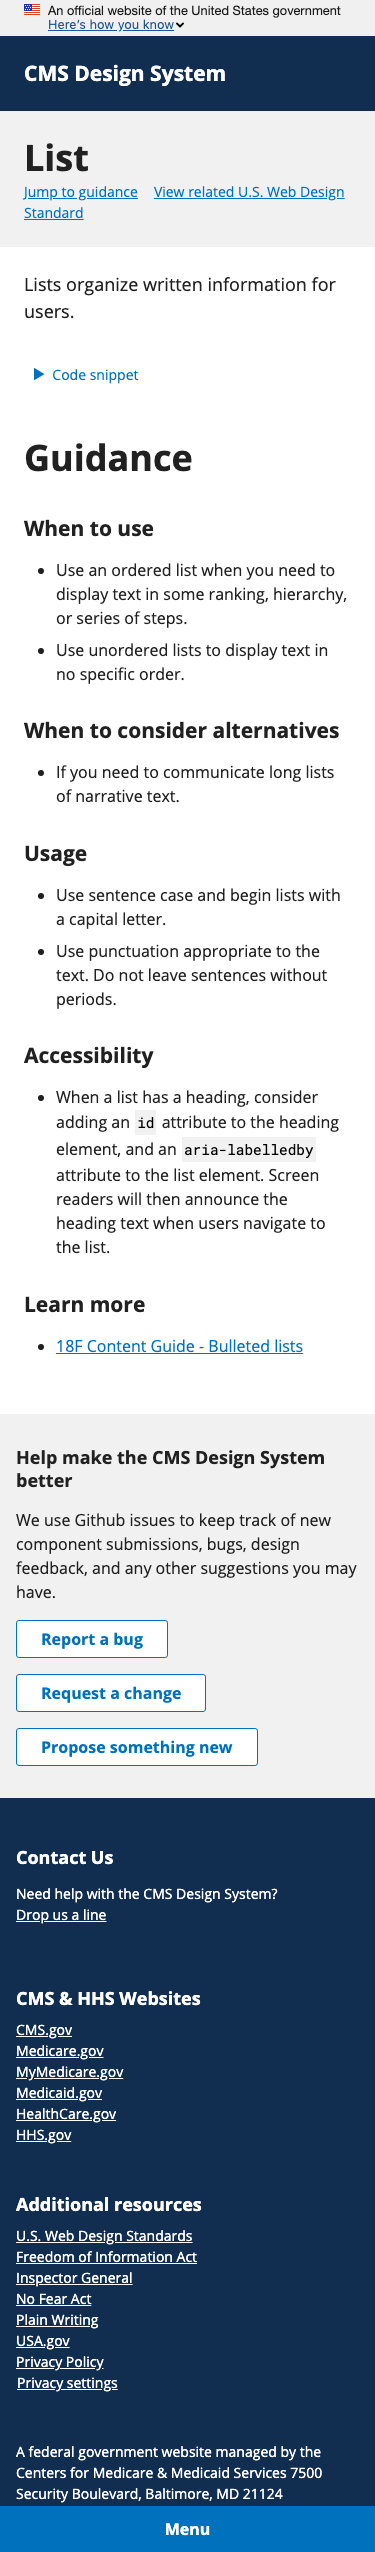 An official website of the United States government
Here's how you know
CMS Design System
List
Jump to guidance View related U.S. Web Design
Standard
Lists organize written information for
users.
Code snippet
Guidance
When to use
• Use an ordered list when you need to
display text in some ranking, hierarchy,
or series of steps.
• Use unordered lists to display text in
no specific order.
When to consider alternatives
• If you need to communicate long lists
of narrative text.
Usage
• Use sentence case and begin lists with
a capital letter.
• Use punctuation appropriate to the
text. Do not leave sentences without
periods.
Accessibility
• When a list has a heading, consider
adding an id attribute to the heading
element, and an aria-labelledby
attribute to the list element. Screen
readers will then announce the
heading text when users navigate to
the list.
Learn more
• 18F Content Guide - Bulleted lists
Help make the CMS Design System
better
We use Github issues to keep track of new
component submissions, bugs, design
feedback, and any other suggestions you may
have.
Report a bug
Request a change
Propose something new
Contact Us
Need help with the CMS Design System?
Drop us a line
CMS & HHS Websites
CMS.gov
Medicare.gov
MyMedicare.gov
Medicaid.gov
HealthCare.gov
HHS.gov
Additional resources
U.S. Web Design Standards
Freedom of Information Act
Inspector General
No Fear Act
Plain Writing
USA.gov
Privacy Policy
Privacy settings
A federal government website managed by the
Centers for Medicare & Medicaid Services 7500
Security Boulevard, Baltimore, MD 21124
Menu